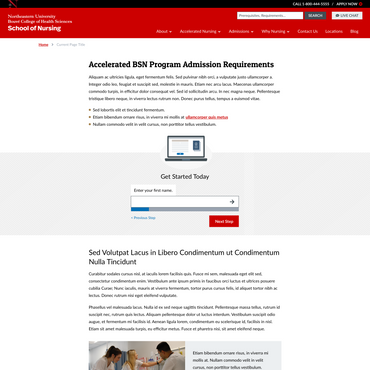 CALL 1-800-444-5555 / APPLY NOW
Northeastern University
Bouvé College of Health Sciences
School of Nursing
Prerequisites, Requirements... Search LIVE CHAT
About Accelerated Nursing Admissions Why Nursing Contact Us Locations Blog
Home Current Page Title
Accelerated BSN Program Admission Requirements
Aliquam ac ultricies ligula, eget fermentum felis. Sed pulvinar nibh orci, a vulputate justo ullamcorper a.
Integer odio leo, feugiat et suscipit sed euismod, molestie in mauris. Etiam nec arcu lacus. Maecenas ullamcorper
commodo turpis, in efficitur dolor consequat vel. Sed id sollicitudin arcu. In nec magna neque. Pellentesque
tristique libero neque, in viverra lectus rutrum non. Donec purus tellus, tempus a euismod vitae.
Sed lobortis elit et tincidunt fermentum.
Etiam bibendum ornare risus, in viverra mi mollis at ullamcorper quis metus
Nullam commodo velit in velit cursus, non porttitor tellus vestibulum.
Get Started Today
Enter your first name.
< Previous Step
Next Step
Sed Volutpat Lacus in Libero Condimentum ut Condimentum
Nulla Tincidunt
Curabitur sodales cursus nisl, at iaculis lorem facilisis quis. Fusce mi sem, malesuada eget elit sed,
consectetur condimentum enim. Vestibulum ante ipsum primis in faucibus orci luctus et ultrices posuere
cubilia Curae; Nunc iaculis, mauris at viverra fermentum, tortor purus cursus felis, id aliquet tortor nibh ac
lectus. Donec rutrum nisi eget eleifend vulputate.
Phasellus vel malesuada lacus. Nulla id ex sed neque sagittis tincidunt. Pellentesque massa tellus, rutrum id
suscipit nec, rutrum quis lectus. Aliquam pellentesque dolor ut luctus interdum. Vestibulum suscipit odio
augue, et fermentum mi facilisis id. Aenean ligula lorem, condimentum eu scelerisque id, facilisis in nisl.
Etiam sit amet malesuada turpis, eu efficitur metus. Fusce et pharetra nisi, sit amet eleifend neque.
Etiam bibendum ornare risus, in viverra mi
mollis at. Nullam commodo velit in velit
cursus, non porttitor tellus vestibulum.